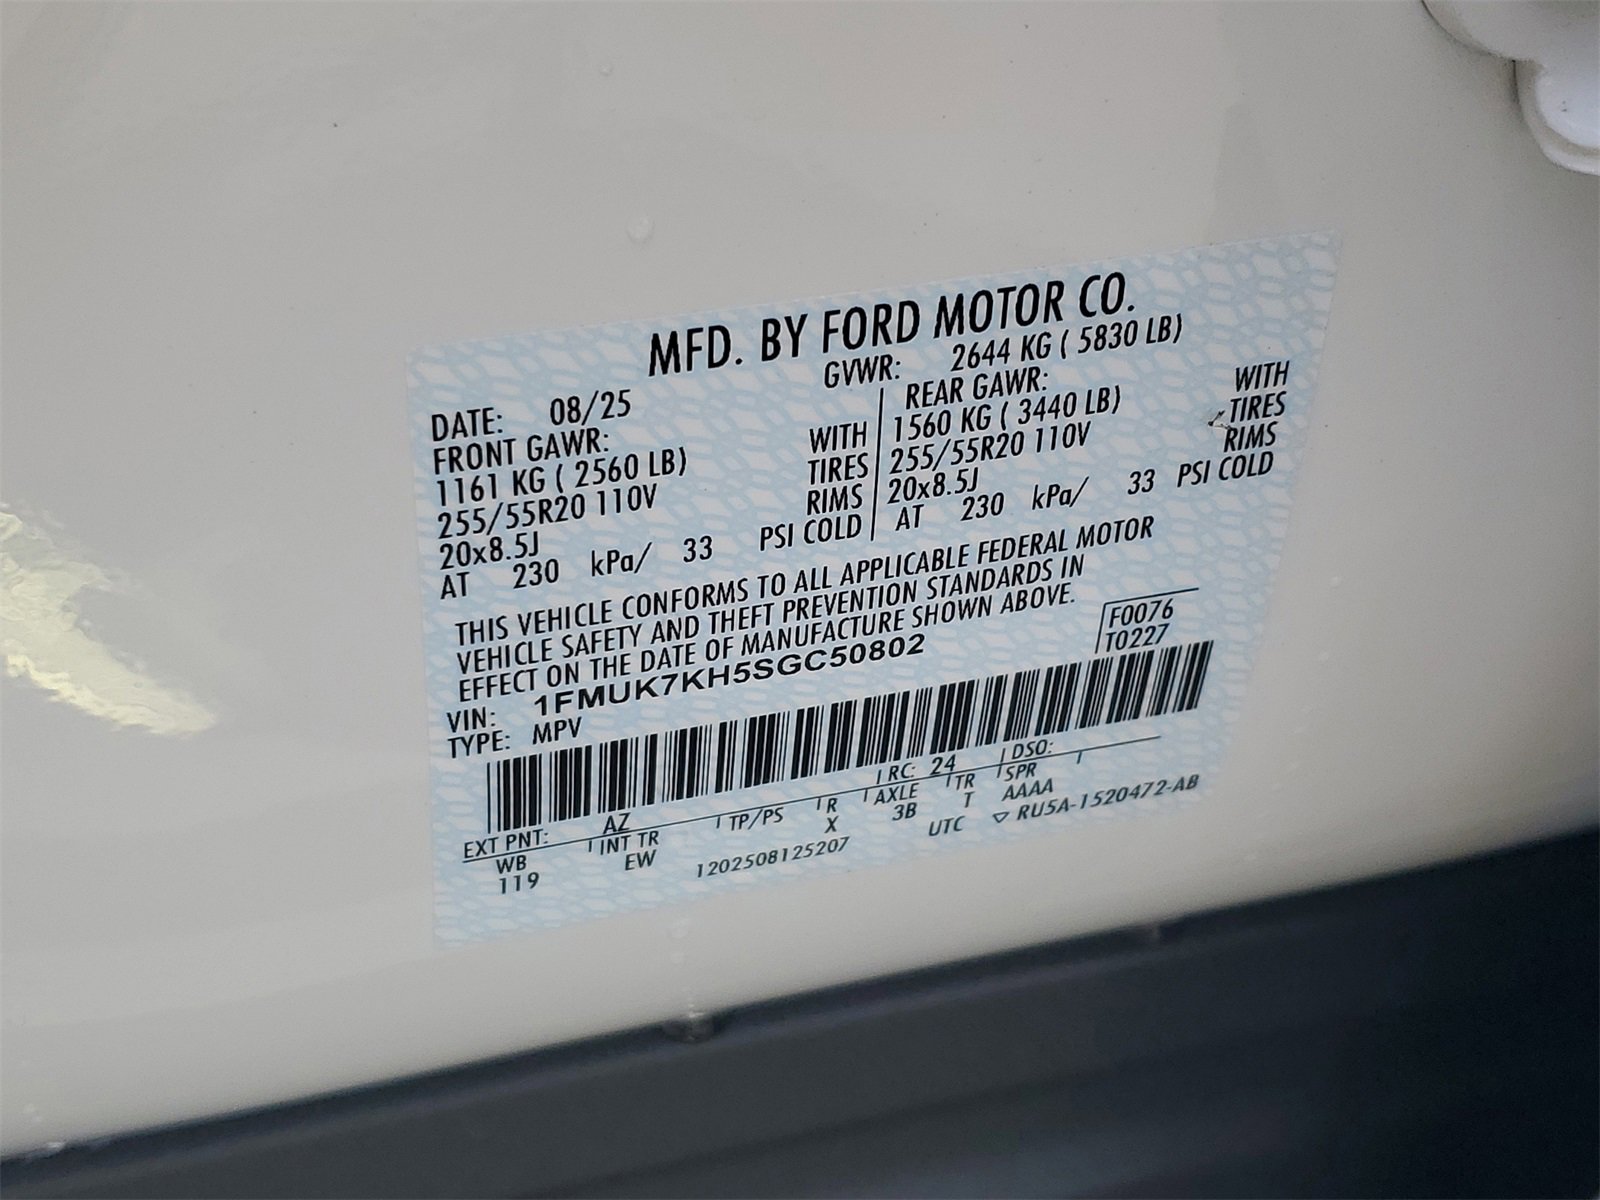 MFD. BY FORD MOTOR CO.
DATE: 08/25 GVWR: 2644 KG ( 5830 LB)
FRONT GAWR: REAR GAWR:
1161 KG ( 2560 LB) WITH 1560 KG ( 3440 LB) WITH
255/55R20 110V TIRES 255/55R20 110V TIRES
20x8.5J RIMS 20x8.5J RIMS
AT 230 kPa/ 33 PSI COLD AT 230 kPa/ 33 PSI COLD
THIS VEHICLE CONFORMS TO ALL APPLICABLE FEDERAL MOTOR
VEHICLE SAFETY AND THEFT PREVENTION STANDARDS IN
EFFECT ON THE DATE OF MANUFACTURE SHOWN ABOVE.
VIN: 1FMUK7KH5SGC50802 F0076
TYPE: MPV T0227
EXT PNT: AZ RC: 24 DSO:
WB INT TR TP/PS R AXLE TR SPR
119 EW X 3B T AAAA
1202508125207 UTC ▽ RU5A-1520472-AB